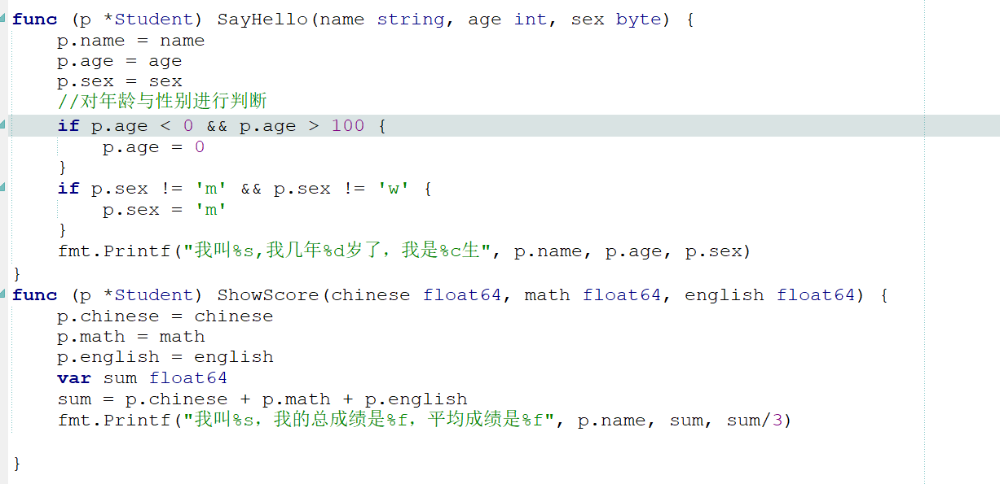 func (p *Student) SayHello(name string, age int, sex byte) {
    p.name = name
    p.age = age
    p.sex = sex
    //对年龄与性别进行判断
    if p.age < 0 && p.age > 100 {
        p.age = 0
    }
    if p.sex != 'm' && p.sex != 'w' {
        p.sex = 'm'
    }
    fmt.Printf("我叫%s,我几年%d岁了，我是%c生", p.name, p.age, p.sex)
}
func (p *Student) ShowScore(chinese float64, math float64, english float64) {
    p.chinese = chinese
    p.math = math
    p.english = english
    var sum float64
    sum = p.chinese + p.math + p.english
    fmt.Printf("我叫%s，我的总成绩是%f，平均成绩是%f", p.name, sum, sum/3)
}